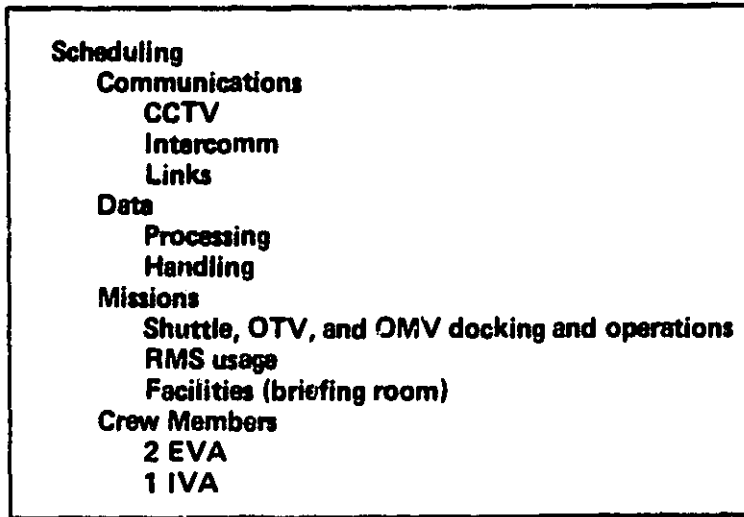 Scheduling
Communications
CCTV
Intercomm
Links
Data
Processing
Handling
Missions
Shuttle, OTV, and OMV docking and operations
RMS usage
Facilities (briefing room)
Crew Members
2 EVA
1 IVA